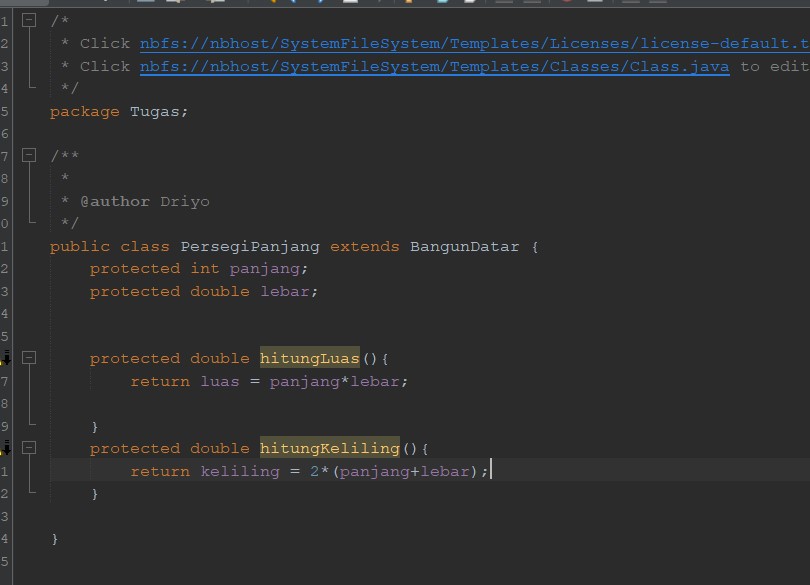 1 /*
2 * Click nbfs://nbhost/SystemFileSystem/Templates/Licenses/license-default.t
3 * Click nbfs://nbhost/SystemFileSystem/Templates/Classes/Class.java to edit
4 */
5 package Tugas;
6
7 /**
8 *
9 * @author Driyo
0 */
1 public class PersegiPanjang extends BangunDatar {
2 protected int panjang;
3 protected double lebar;
4
5
protected double hitungLuas(){
7 return luas = panjang*lebar;
8
9 }
protected double hitungKeliling(){
1 return keliling = 2*(panjang+lebar);
2 }
3
4 }
5